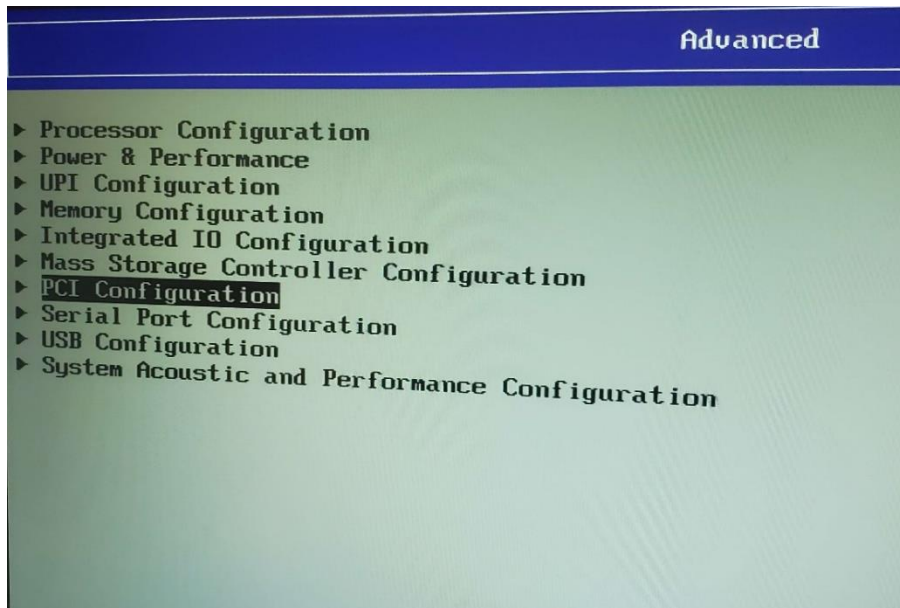 Advanced
Processor Configuration
Power & Performance
UPI Configuration
Memory Configuration
Integrated IO Configuration
Mass Storage Controller Configuration
PCI Configuration
Serial Port Configuration
USB Configuration
System Acoustic and Performance Configuration